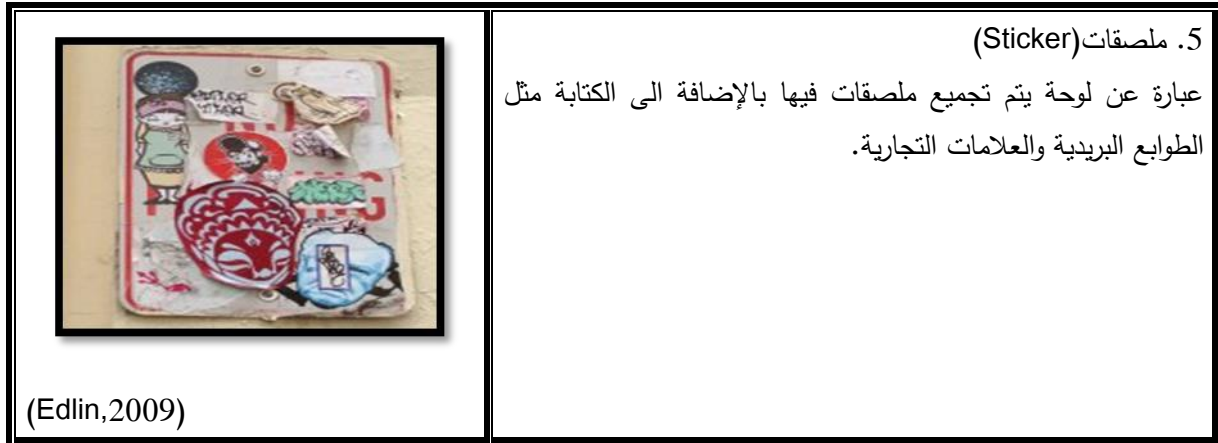 5. ملصقات(Sticker)
عبارة عن لوحة يتم تجميع ملصقات فيها بالإضافة الى الكتابة مثل
الطوابع البريدية والعلامات التجارية.
(Edlin,2009)